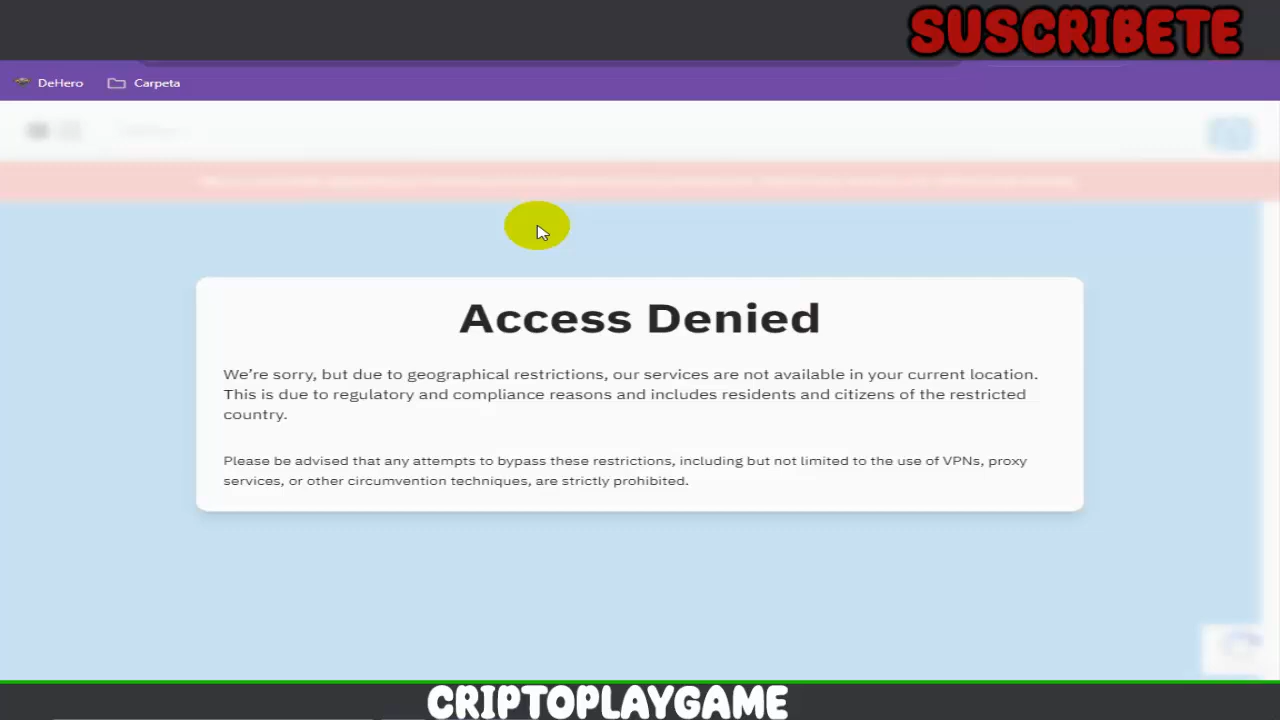 SUSCRIBETE
DeHero
Carpeta
Access Denied
We’re sorry, but due to geographical restrictions, our services are not available in your current location.
This is due to regulatory and compliance reasons and includes residents and citizens of the restricted
country.
Please be advised that any attempts to bypass these restrictions, including but not limited to the use of VPNs, proxy
services, or other circumvention techniques, are strictly prohibited.
CRIPTOPLAYGAME